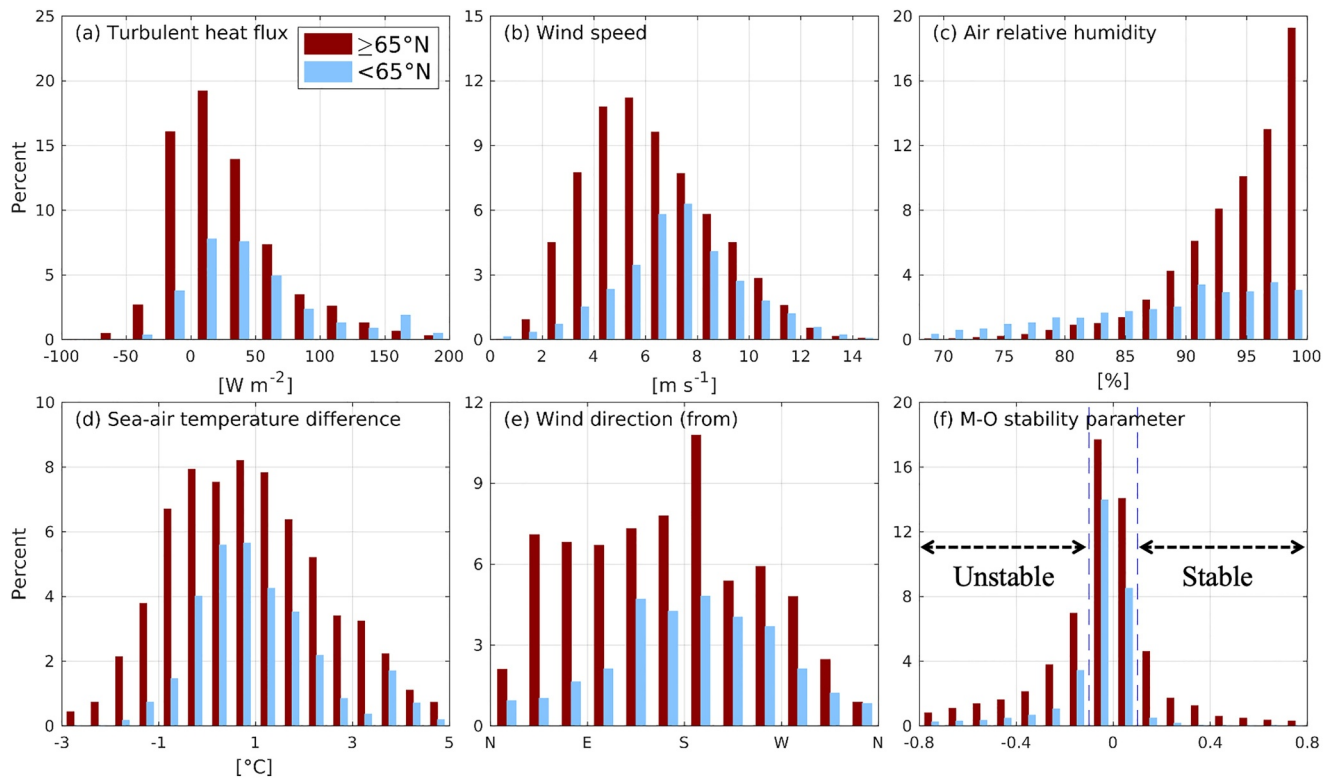 (a) Turbulent heat flux
≥65°N
<65°N
25
20
15
10
5
0
Percent
-100 -50 0 50 100 150 200
[W m⁻²]
(b) Wind speed
15
12
9
6
3
0
0 2 4 6 8 10 12 14
[m s⁻¹]
(c) Air relative humidity
20
16
12
8
4
0
70 75 80 85 90 95 100
[%]
(d) Sea-air temperature difference
10
8
6
4
2
0
Percent
-3 -1 1 3 5
[°C]
(e) Wind direction (from)
12
9
6
3
0
N E S W N
(f) M-O stability parameter
20
16
12
8
4
0
Unstable Stable
-0.8 -0.4 0 0.4 0.8